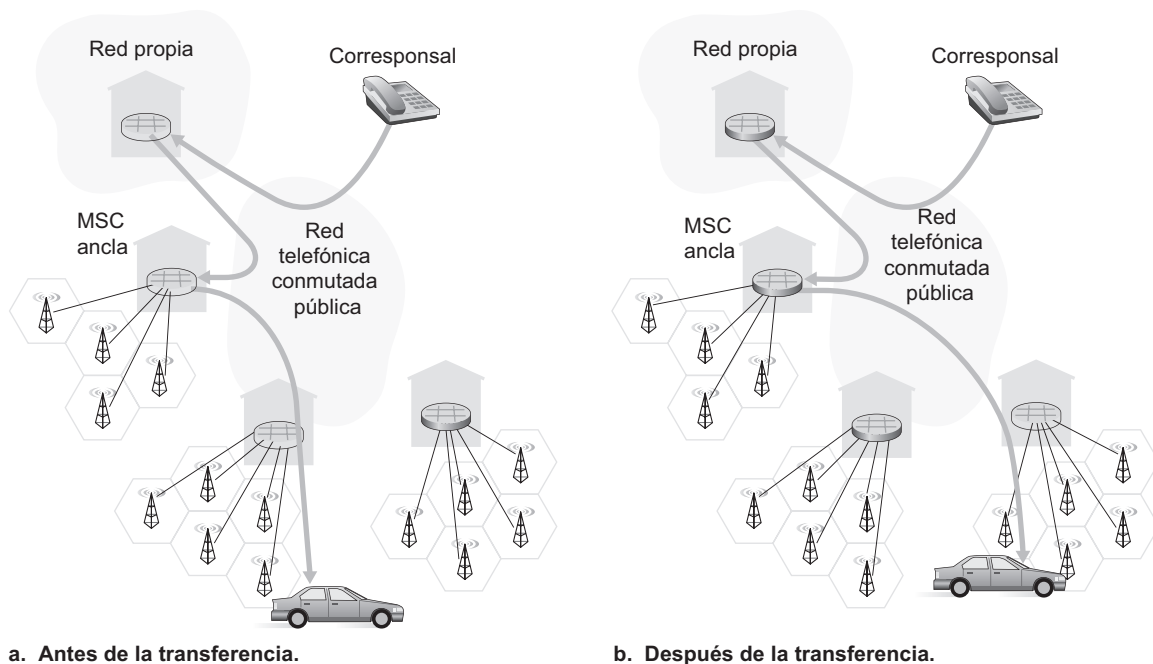 Red propia
Corresponsal
MSC
ancla
Red
telefónica
conmutada
pública
a. Antes de la transferencia.
Red propia
Corresponsal
MSC
ancla
Red
telefónica
conmutada
pública
b. Después de la transferencia.